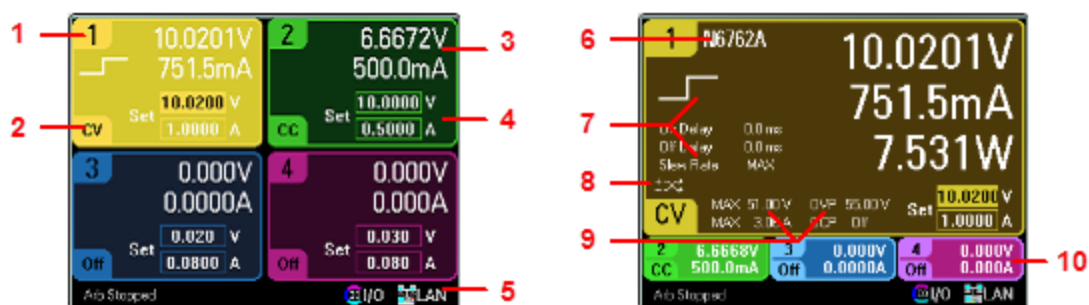 1
1
10.0201V
751.5mA
Set
10.0200 V
1.0000 A
2
CV
2
6.6672V
3
500.0mA
Set
10.0000 V
0.5000 A
4
CC
3
0.000V
0.0000A
Set
0.020 V
0.0800 A
Off
4
0.000V
0.000A
Set
0.030 V
0.080 A
Off
Arb Stopped
I/O
LAN
5
6
1
N6762A
10.0201V
751.5mA
7.531W
7
Delay 0.0 ms
Off Delay 0.0 ms
Slew Rate MAX
8
CV
MAX 51.00V OVP 55.00V
MAX
Off
Set
10.0200 V
1.0000 A
9
2
6.6668V
CC
500.0mA
3
0.000V
Off
0.0000A
4
0.000V
Off
0.000A
10
Arb Stopped
I/O
LAN